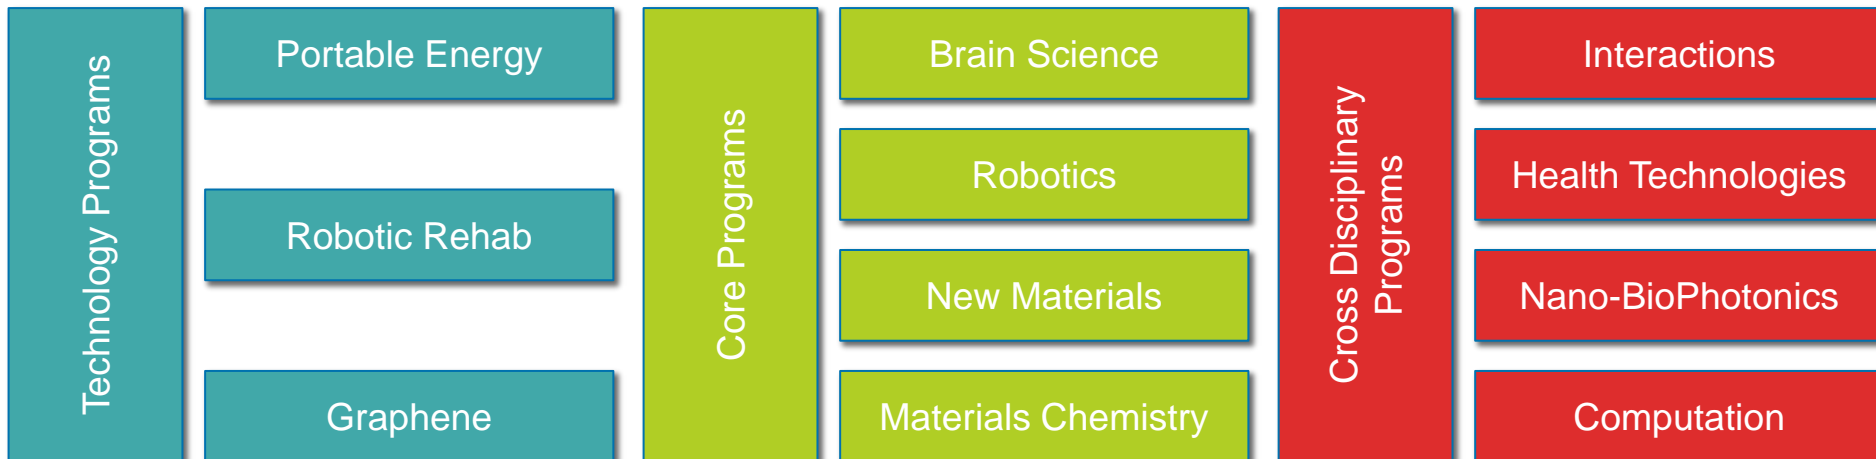 Technology Programs
Portable Energy
Robotic Rehab
Graphene
Core Programs
Brain Science
Robotics
New Materials
Materials Chemistry
Cross Disciplinary
Programs
Interactions
Health Technologies
Nano-BioPhotonics
Computation